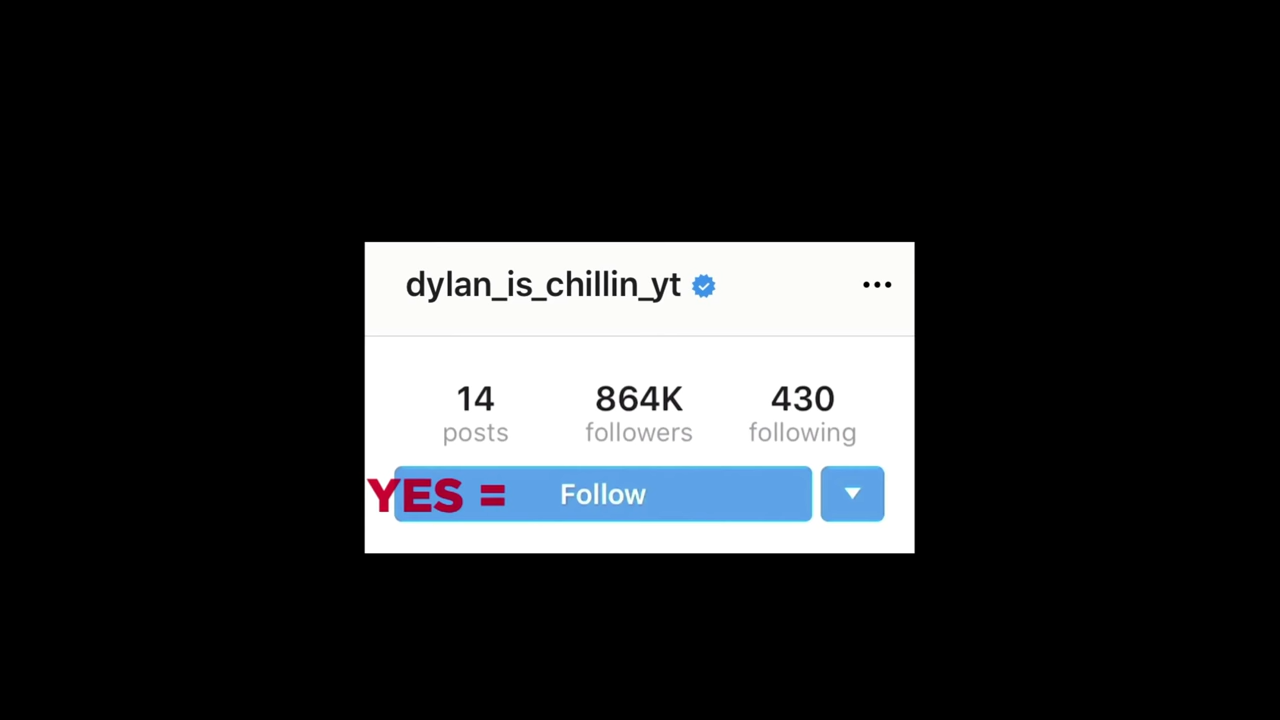 dylan_is_chillin_yt
14 864K 430
posts followers following
YES = Follow